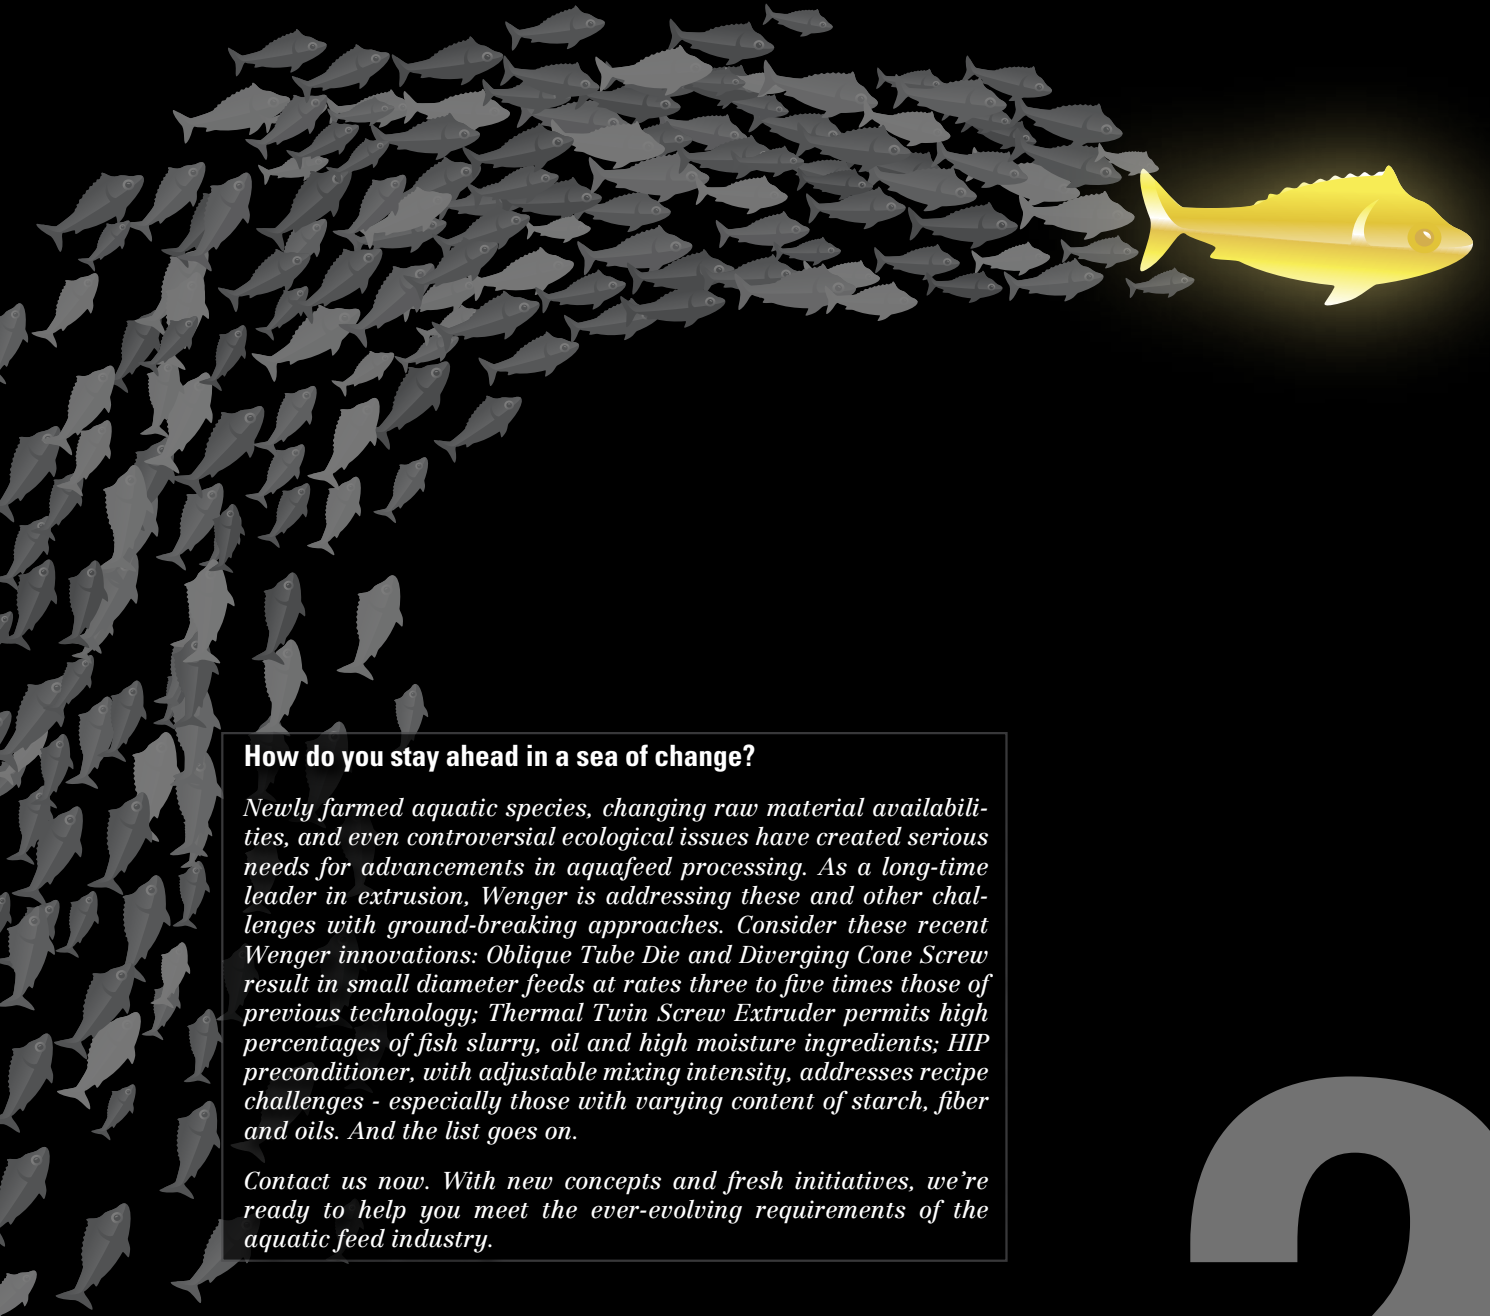 How do you stay ahead in a sea of change?
Newly farmed aquatic species, changing raw material availabili-
ties, and even controversial ecological issues have created serious
needs for advancements in aquafeed processing. As a long-time
leader in extrusion, Wenger is addressing these and other chal-
lenges with ground-breaking approaches. Consider these recent
Wenger innovations: Oblique Tube Die and Diverging Cone Screw
result in small diameter feeds at rates three to five times those of
previous technology; Thermal Twin Screw Extruder permits high
percentages of fish slurry, oil and high moisture ingredients; HIP
preconditioner, with adjustable mixing intensity, addresses recipe
challenges - especially those with varying content of starch, fiber
and oils. And the list goes on.
Contact us now. With new concepts and fresh initiatives, we’re
ready to help you meet the ever-evolving requirements of the
aquatic feed industry.